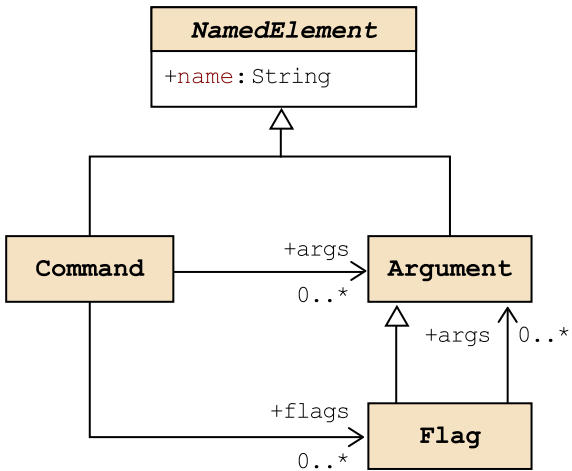 NamedElement
+name:String
Command
+args
0..*
Argument
+args
0..*
+flags
0..*
Flag